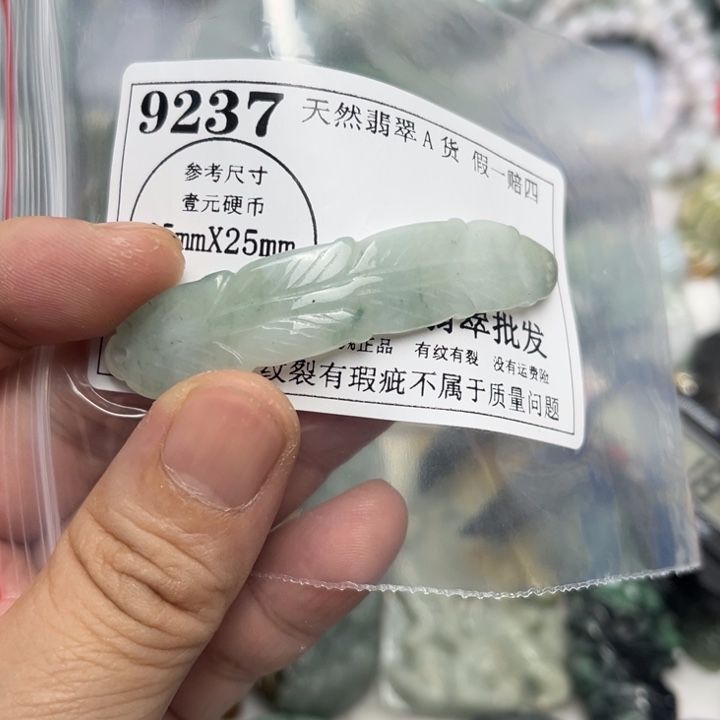 9237 天然翡翠A货 假一赔四
参考尺寸
壹元硬币
5mmX25mm
翡翠批发
正品 有纹有裂 没有运费险
纹裂有瑕疵不属于质量问题